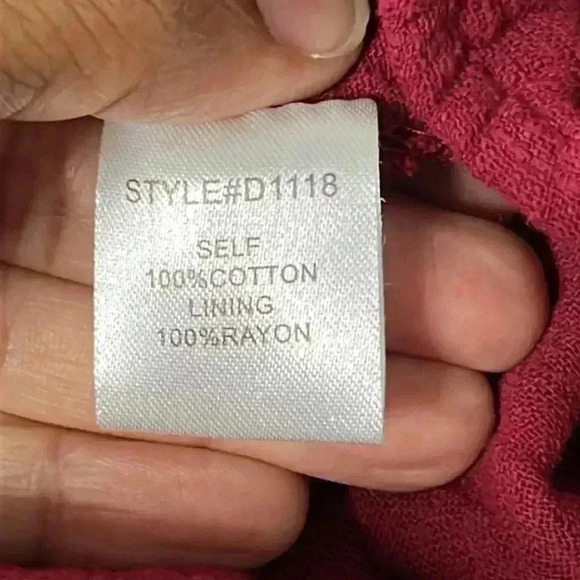 STYLE#D1118
SELF
100%COTTON
LINING
100%RAYON